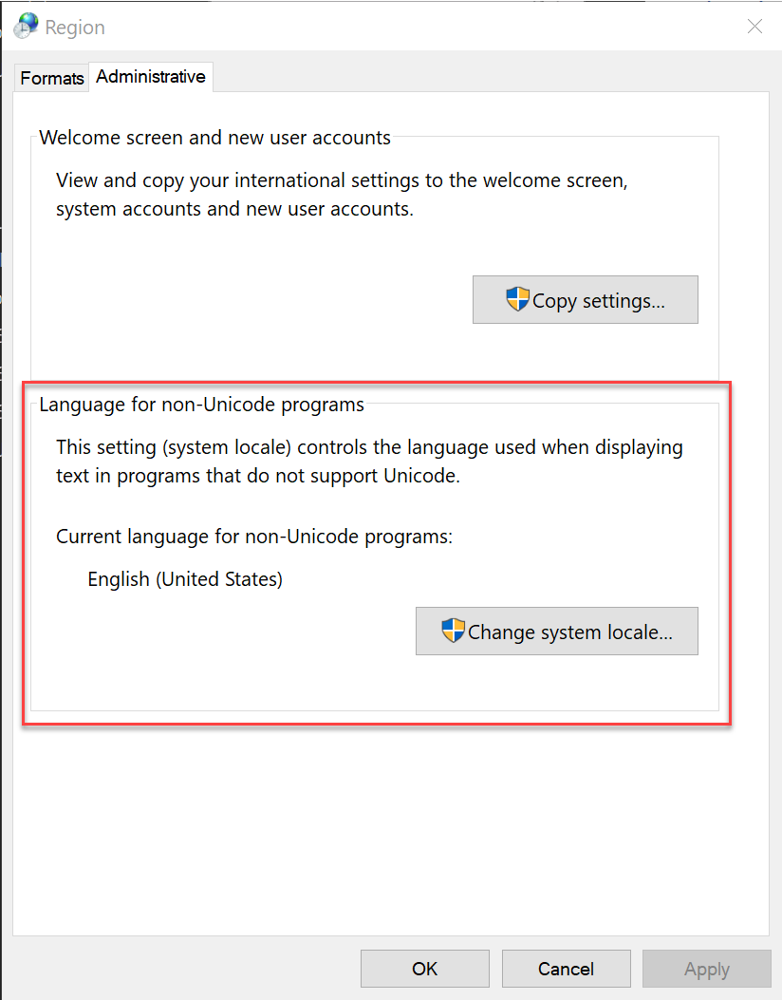 Region
Formats
Administrative
Welcome screen and new user accounts
View and copy your international settings to the welcome screen,
system accounts and new user accounts.
Copy settings...
Language for non-Unicode programs
This setting (system locale) controls the language used when displaying
text in programs that do not support Unicode.
Current language for non-Unicode programs:
English (United States)
Change system locale...
OK
Cancel
Apply